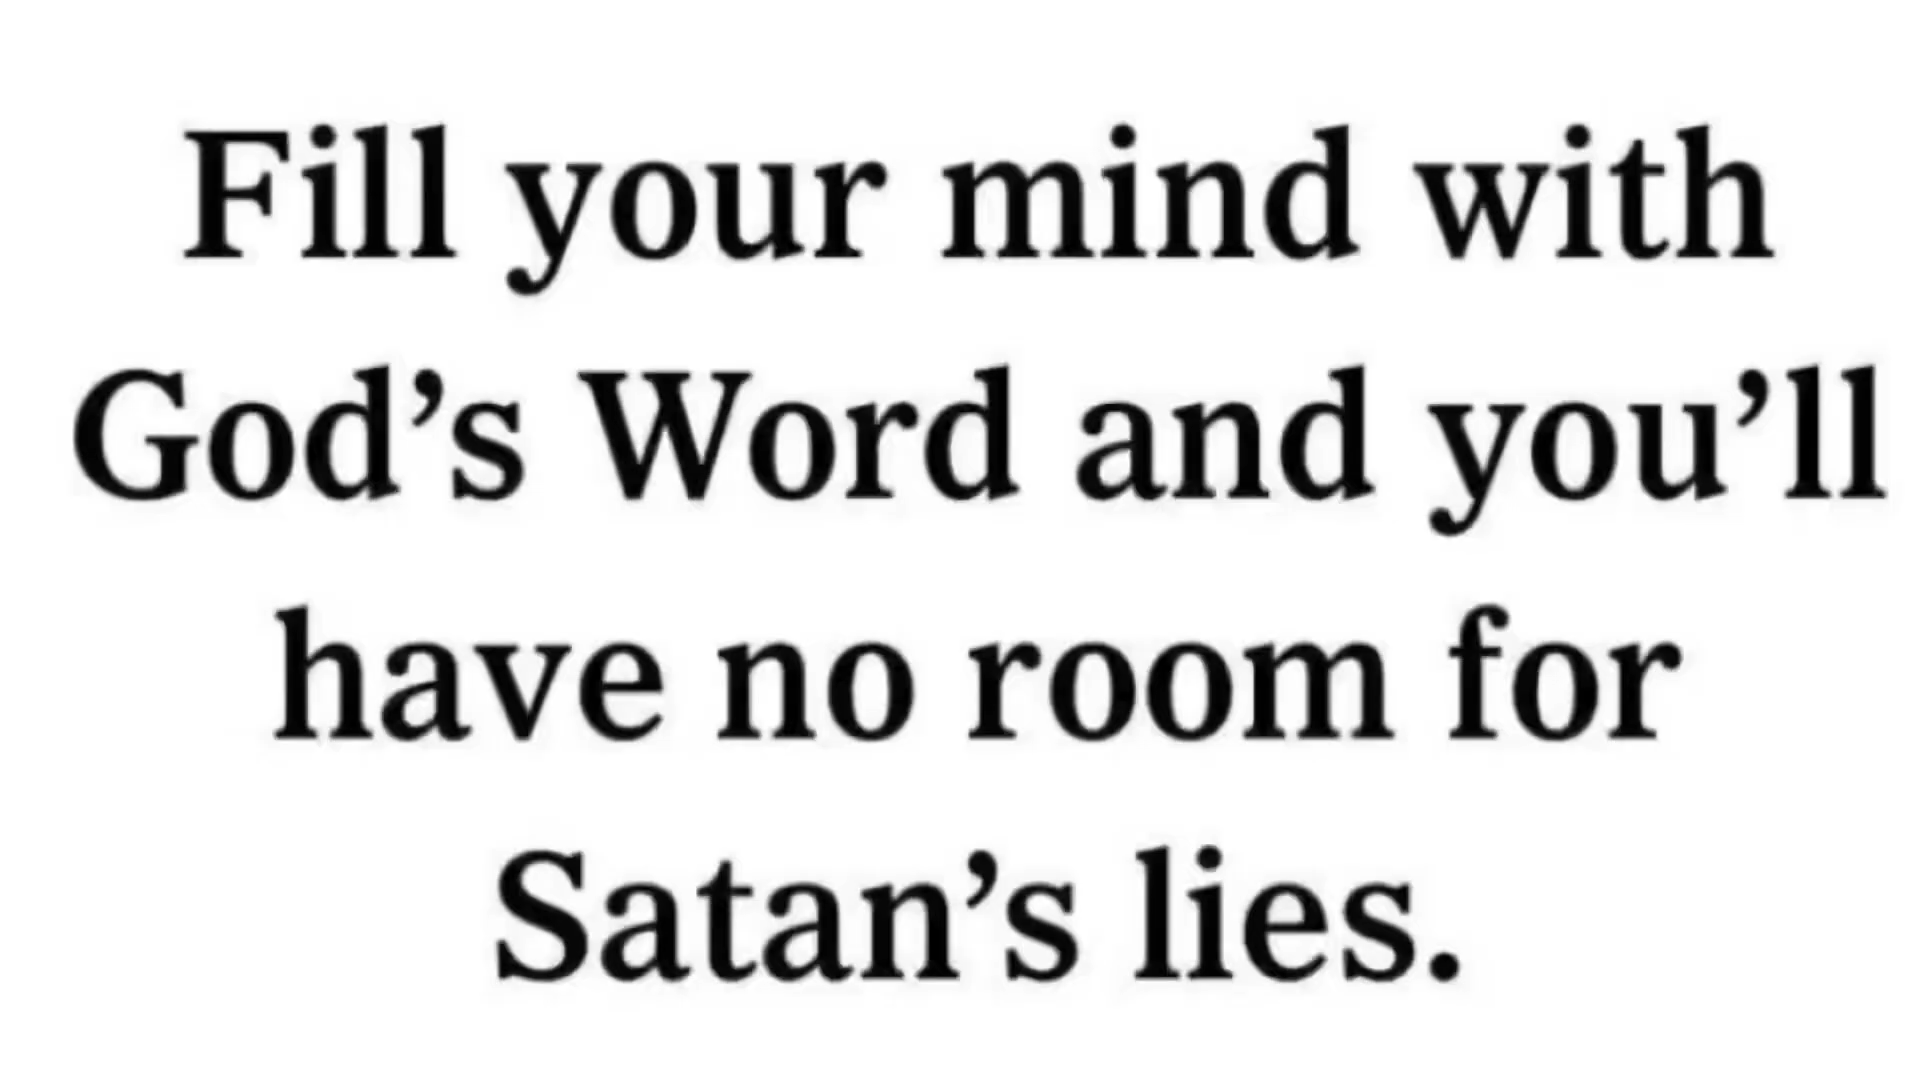 Fill your mind with
God’s Word and you’ll
have no room for
Satan’s lies.